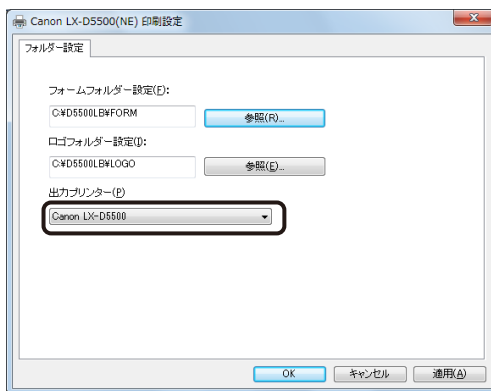 Canon LX-D5500(NE) 印刷設定
フォルダー設定
フォームフォルダー設定(F):
C:¥D5500LB¥FORM
参照(R)...
ロゴフォルダー設定(I):
C:¥D5500LB¥LOGO
参照(E)...
出力プリンター(P)
Canon LX-D5500
OK キャンセル 適用(A)